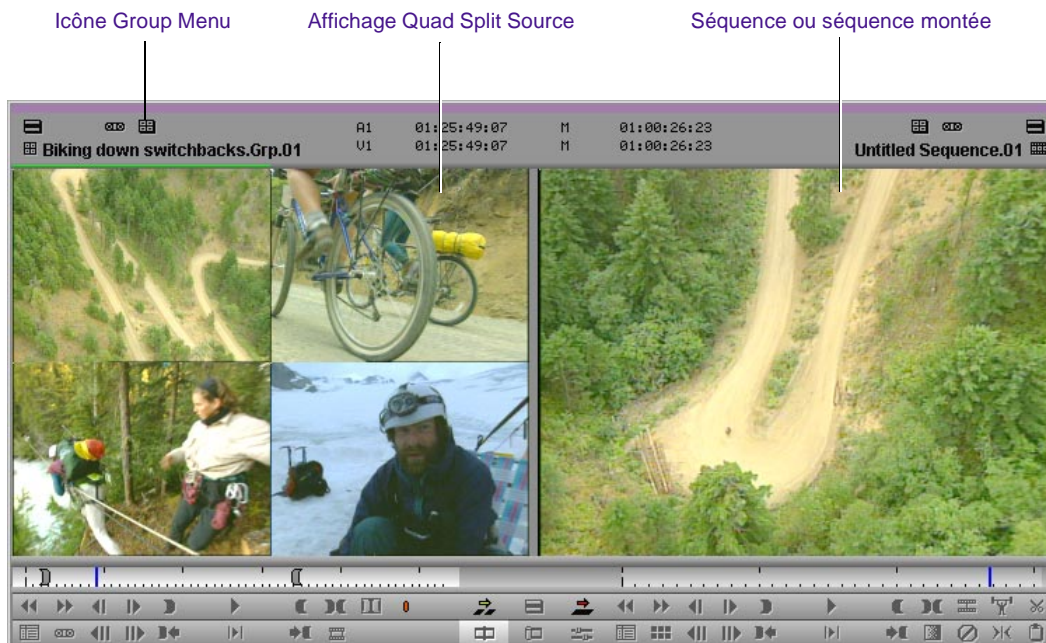 Icône Group Menu
Affichage Quad Split Source
Séquence ou séquence montée
A1 01:25:49:07 M 01:00:26:23
Biking down switchbacks.Grp.01 V1 01:25:49:07 M 01:00:26:23 Untitled Sequence.01